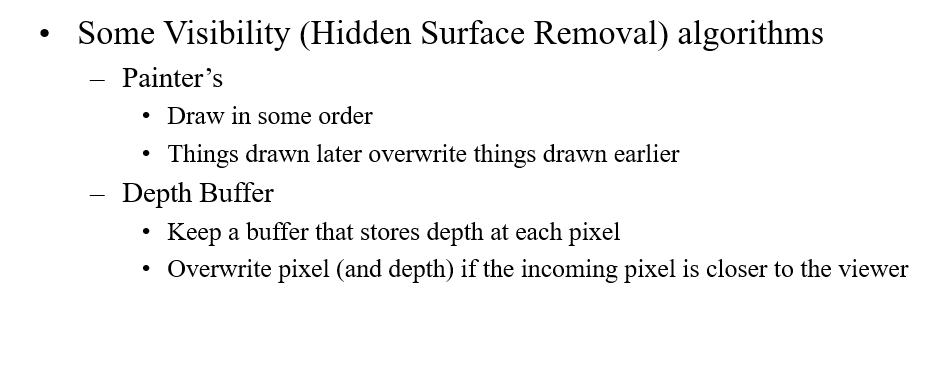 • Some Visibility (Hidden Surface Removal) algorithms
– Painter’s
• Draw in some order
• Things drawn later overwrite things drawn earlier
– Depth Buffer
• Keep a buffer that stores depth at each pixel
• Overwrite pixel (and depth) if the incoming pixel is closer to the viewer